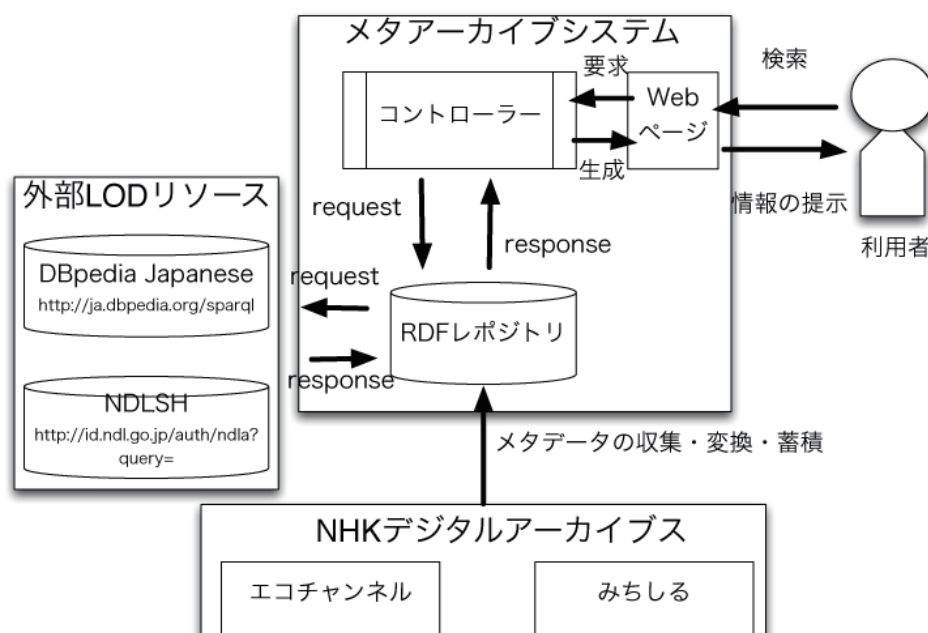 メタアーカイブシステム
要求
検索
コントローラー
Web
ページ
生成
情報の提示
利用者
外部LODリソース
request
response
DBpedia Japanese
http://ja.dbpedia.org/sparql
request
RDFレポジトリ
response
NDLSH
http://id.ndl.go.jp/auth/ndla?
query=
メタデータの収集・変換・蓄積
NHKデジタルアーカイブス
エコチャンネル
みちしる